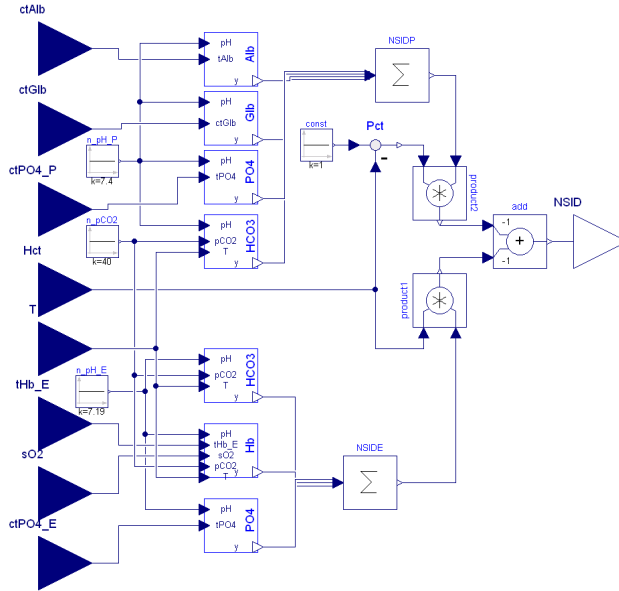 ctAlb
pH
tAlb
Alb
y
NSIDP
Σ
ctGlb
pH
ctGlb
Glb
y
n_pH_P
k=7.4
const
k=1
Pct
-
ctPO4_P
pH
tPO4
PO4
y
product2
n_pCO2
k=40
pH
pCO2
T
HCO3
y
add
-1
+
-1
NSID
Hct
T
product1
n_pH_E
k=7.19
pH
pCO2
T
HCO3
y
tHb_E
pH
tHb_E
sO2
pCO2
T
Hb
y
NSIDE
Σ
sO2
ctPO4_E
pH
tPO4
PO4
y